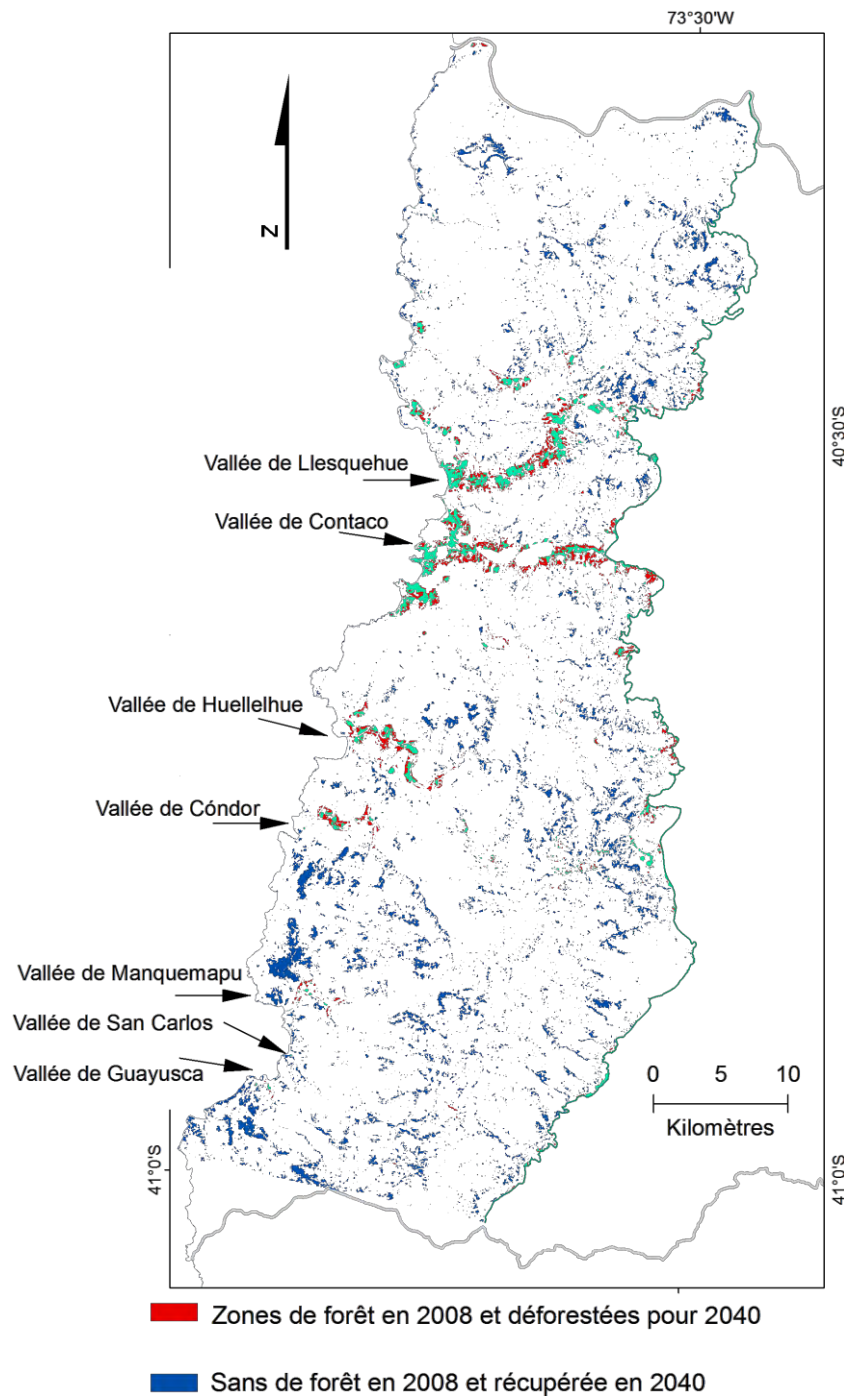 73°30'W
N
40°30'S
Vallée de Llesquehue
Vallée de Contaco
Vallée de Huellelhue
Vallée de Cóndor
Vallée de Manquemapu
Vallée de San Carlos
Vallée de Guayusca
0 5 10
Kilomètres
41°0'S
41°0'S
Zones de forêt en 2008 et déforestées pour 2040
Sans de forêt en 2008 et récupérée en 2040